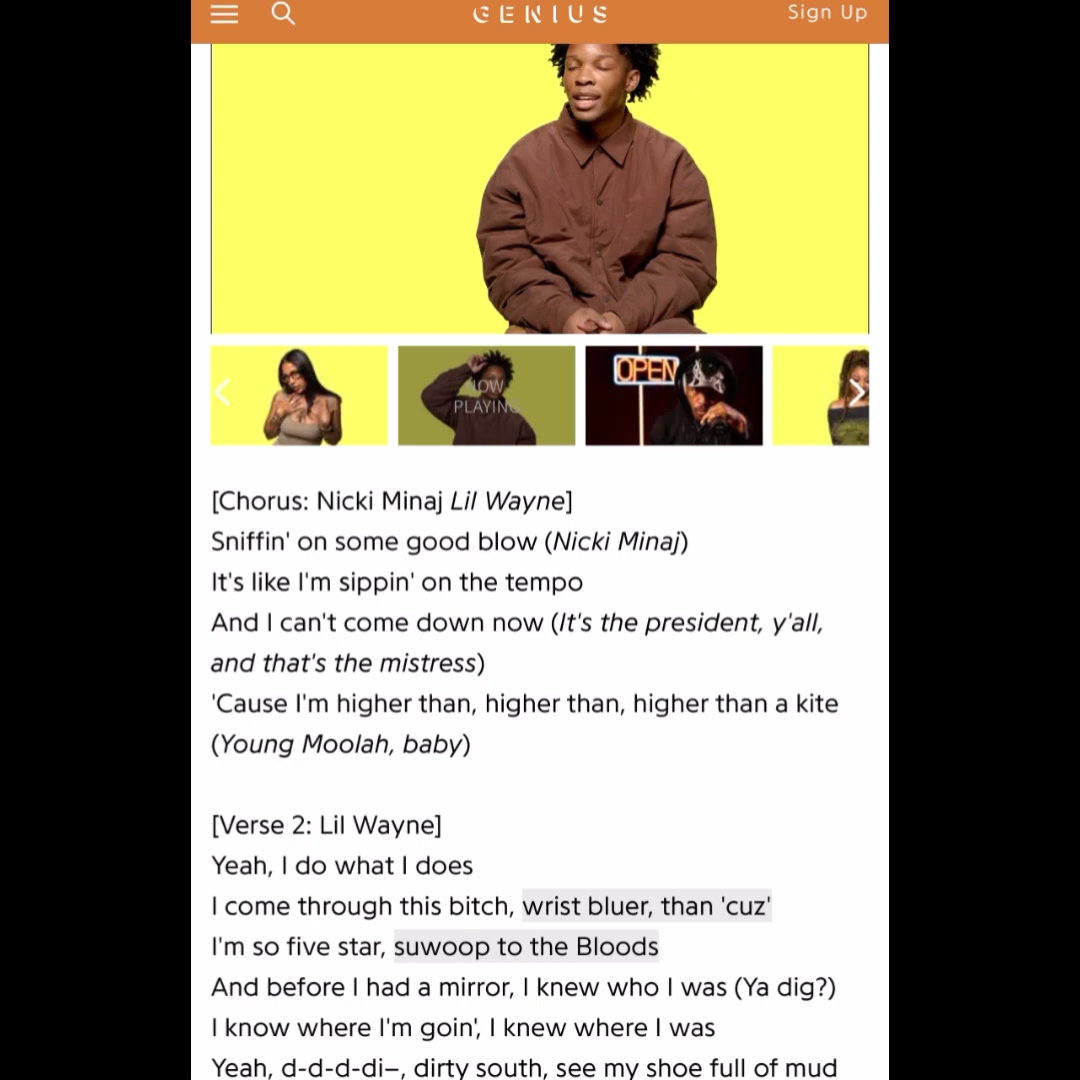 GENIUS
Sign Up
OPEN
NOW
PLAYING
[Chorus: Nicki Minaj Lil Wayne]
Sniffin' on some good blow (Nicki Minaj)
It's like I'm sippin' on the tempo
And I can't come down now (It's the president, y'all,
and that's the mistress)
'Cause I'm higher than, higher than, higher than a kite
(Young Moolah, baby)
[Verse 2: Lil Wayne]
Yeah, I do what I does
I come through this bitch, wrist bluer, than 'cuz'
I'm so five star, suwoop to the Bloods
And before I had a mirror, I knew who I was (Ya dig?)
I know where I'm goin', I knew where I was
Yeah, d-d-d-di–, dirty south, see my shoe full of mud